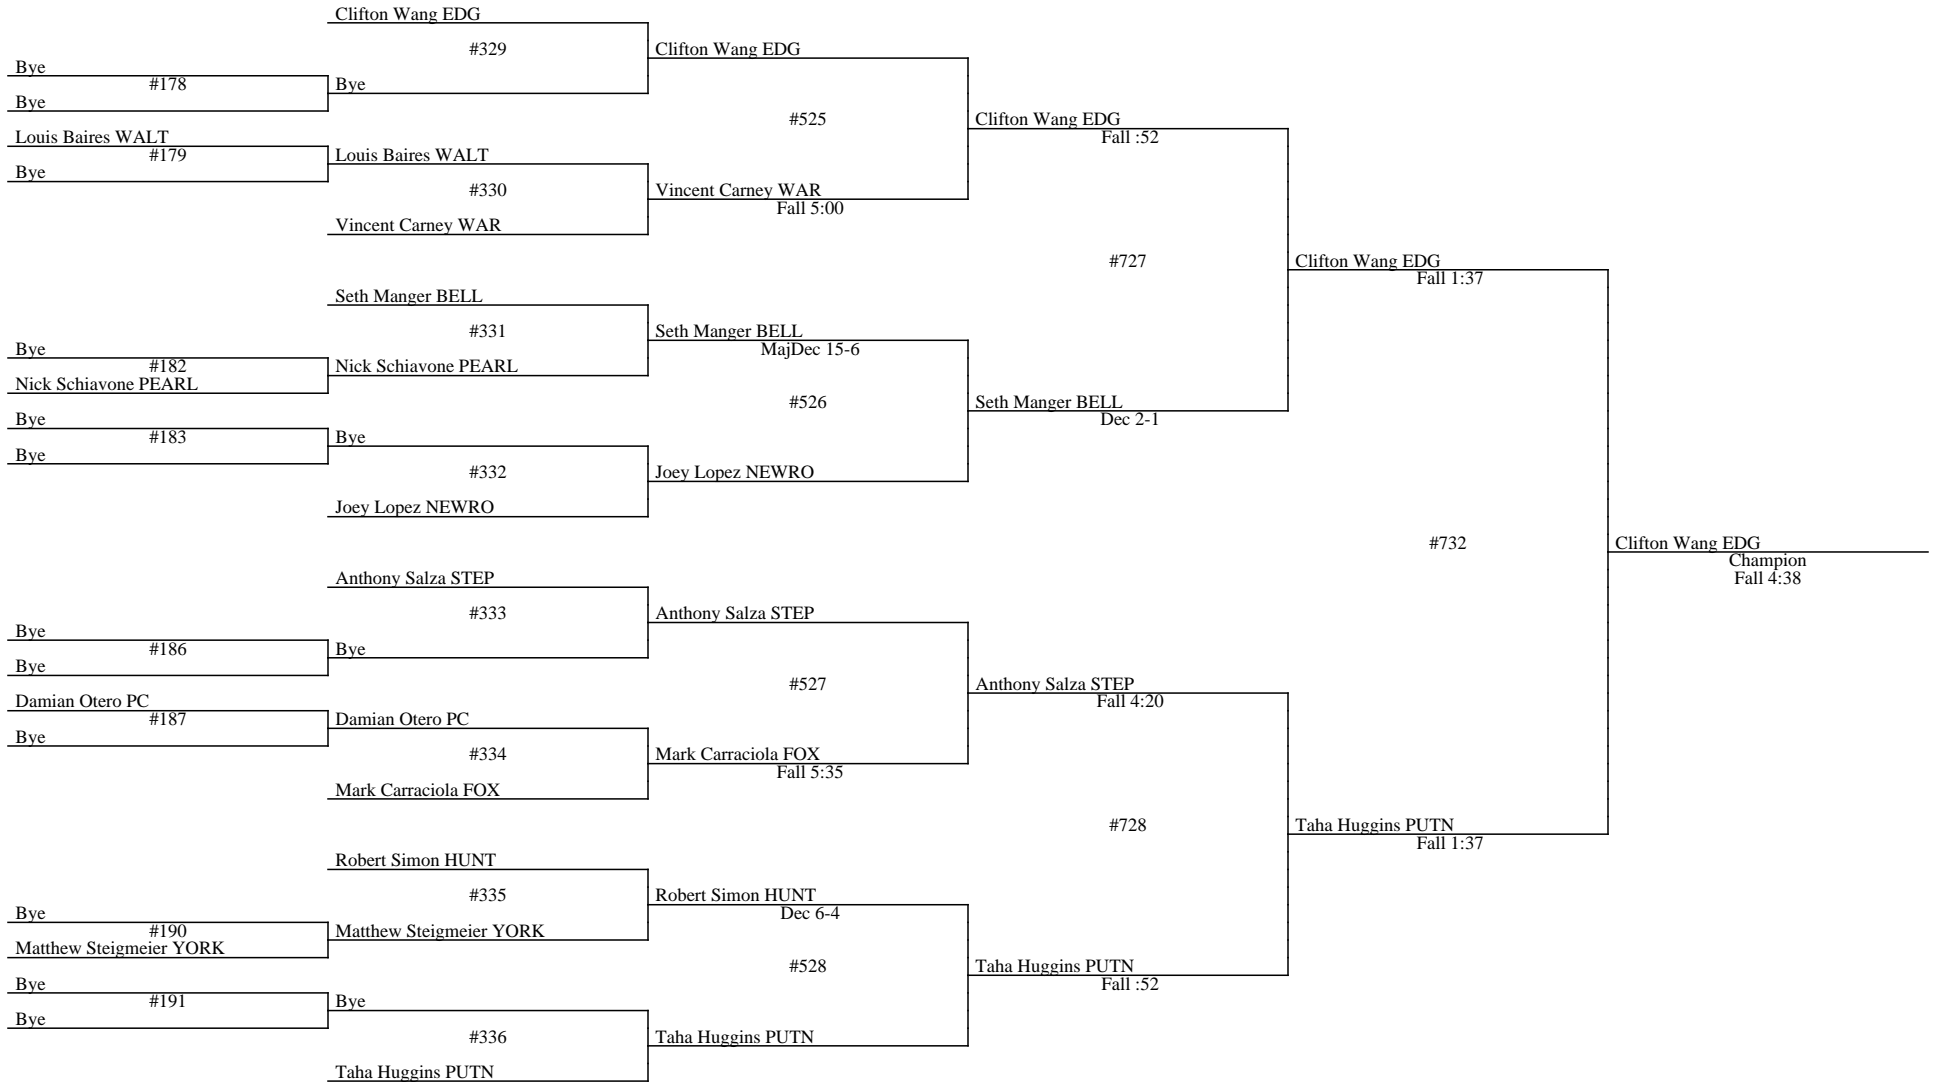 Clifton Wang EDG
#329
Clifton Wang EDG
Bye
#178
Bye
Bye
Louis Baires WALT
#179
Bye
Louis Baires WALT
#330
Vincent Carney WAR
Vincent Carney WAR
Fall 5:00
#525
Clifton Wang EDG
Fall :52
Seth Manger BELL
#331
Seth Manger BELL
MajDec 15-6
Bye
#182
Nick Schiavone PEARL
Nick Schiavone PEARL
Bye
#183
Bye
Bye
#332
Joey Lopez NEWRO
Joey Lopez NEWRO
#526
Seth Manger BELL
Dec 2-1
#727
Clifton Wang EDG
Fall 1:37
Anthony Salza STEP
#333
Anthony Salza STEP
Bye
#186
Bye
Bye
Damian Otero PC
#187
Bye
Damian Otero PC
#334
Mark Carraciola FOX
Mark Carraciola FOX
Fall 5:35
#527
Anthony Salza STEP
Fall 4:20
Robert Simon HUNT
#335
Robert Simon HUNT
Dec 6-4
Bye
#190
Matthew Steigmeier YORK
Matthew Steigmeier YORK
Bye
#191
Bye
Bye
#336
Taha Huggins PUTN
Taha Huggins PUTN
#528
Taha Huggins PUTN
Fall :52
#728
Taha Huggins PUTN
Fall 1:37
#732
Clifton Wang EDG
Champion
Fall 4:38